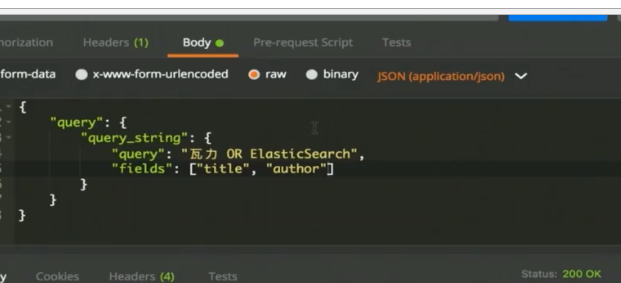 orization Headers (1) Body Pre-request Script Tests
form-data x-www-form-urlencoded raw binary JSON (application/json)
{
"query": {
"query_string": {
"query": "瓦力 OR ElasticSearch",
"fields": ["title", "author"]
}
}
}
y Cookies Headers (4) Tests Status: 200 OK